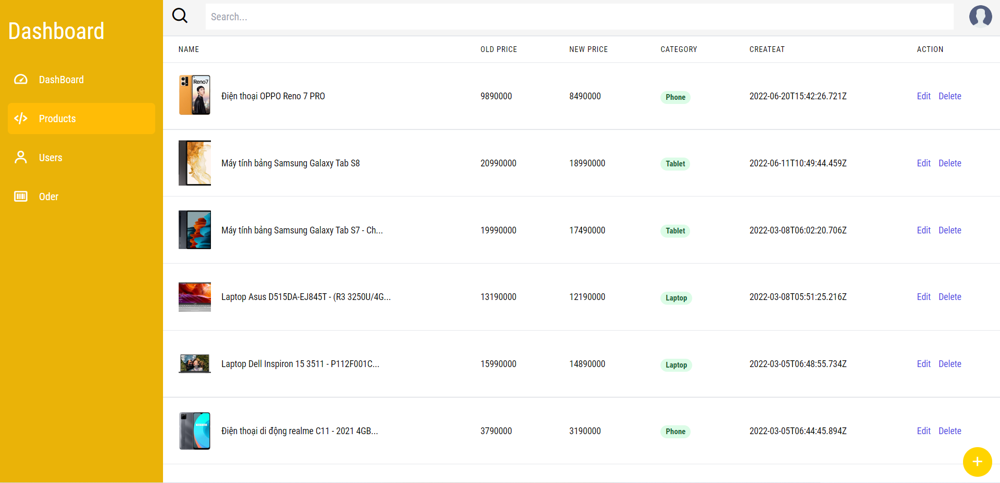 Dashboard
DashBoard
Products
Users
Oder
Search...
NAME OLD PRICE NEW PRICE CATEGORY CREATEAT ACTION
Reno7
Điện thoại OPPO Reno 7 PRO 9890000 8490000 Phone 2022-06-20T15:42:26.721Z Edit Delete
Máy tính bảng Samsung Galaxy Tab S8 20990000 18990000 Tablet 2022-06-11T10:49:44.459Z Edit Delete
Máy tính bảng Samsung Galaxy Tab S7 - Ch... 19990000 17490000 Tablet 2022-03-08T06:02:20.706Z Edit Delete
Laptop Asus D515DA-EJ845T - (R3 3250U/4G... 13190000 12190000 Laptop 2022-03-08T05:51:25.216Z Edit Delete
Laptop Dell Inspiron 15 3511 - P112F001C... 15990000 14890000 Laptop 2022-03-05T06:48:55.734Z Edit Delete
Điện thoại di động realme C11 - 2021 4GB... 3790000 3190000 Phone 2022-03-05T06:44:45.894Z Edit Delete